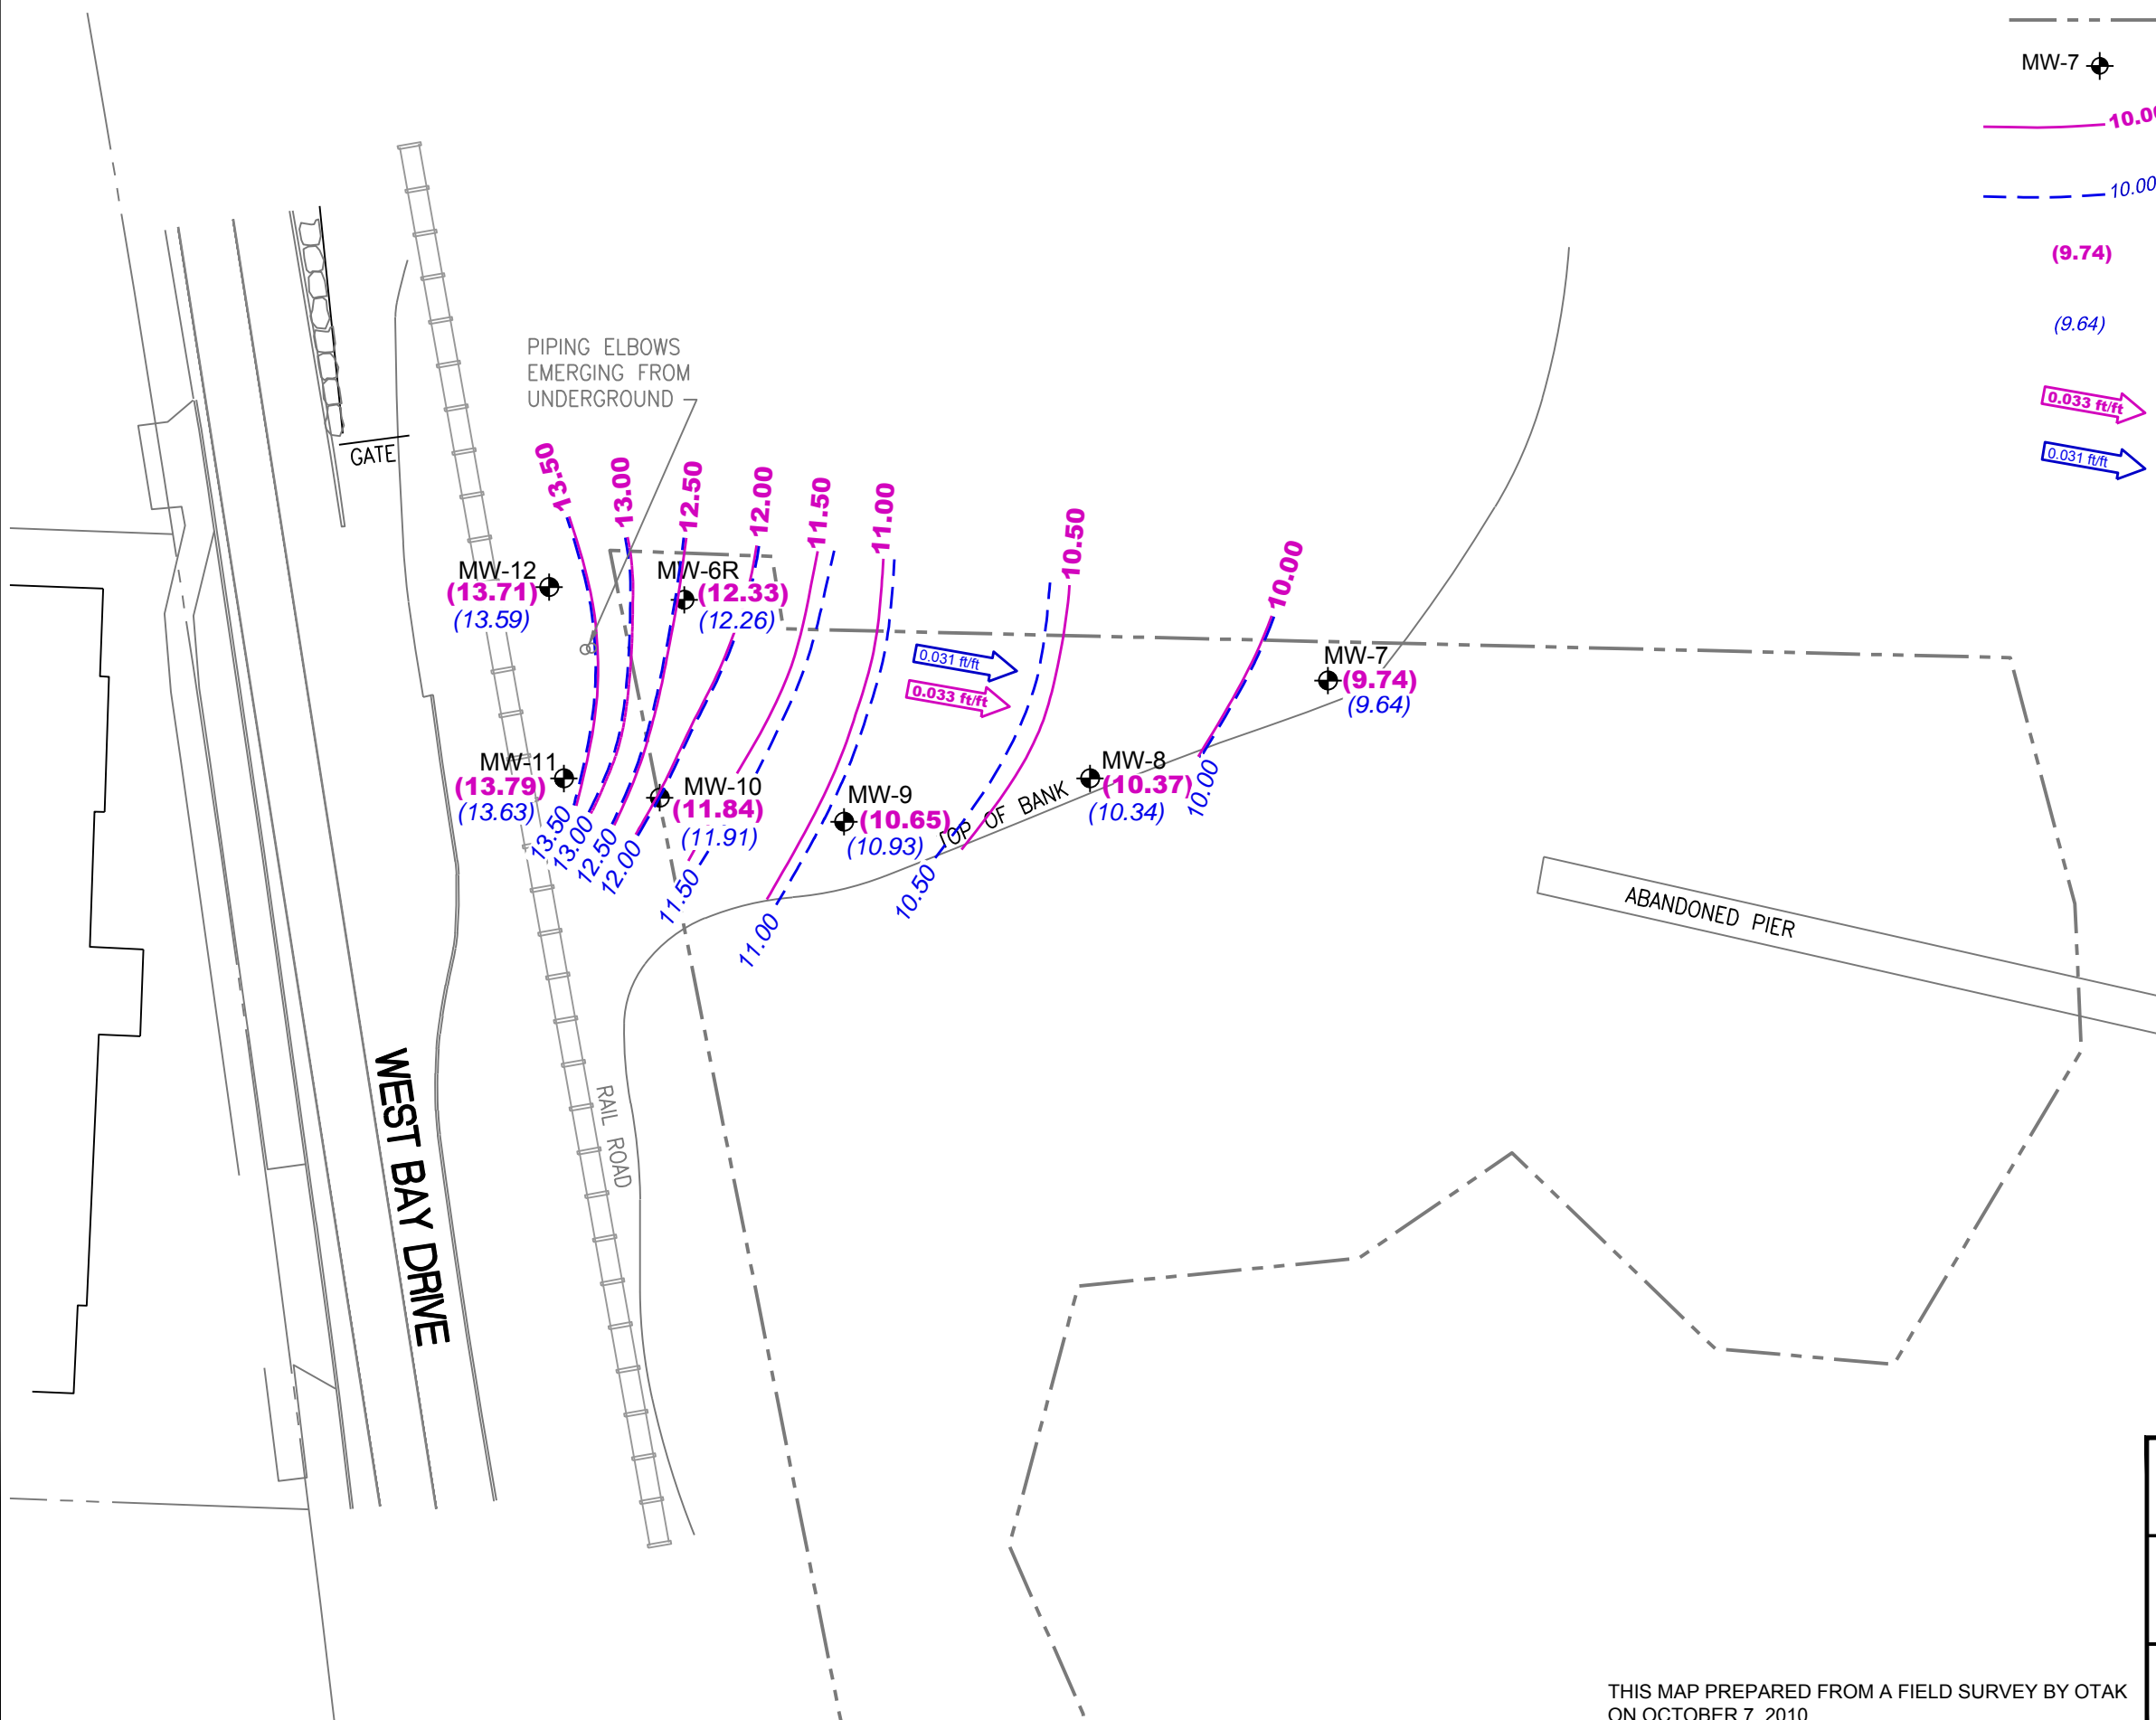 MW-7
10.00
10.00
(9.74)
(9.64)
0.033 ft/ft
0.031 ft/ft
PIPING ELBOWS
EMERGING FROM
UNDERGROUND
GATE
13.50
13.00
12.50
12.00
11.50
11.00
10.50
10.00
MW-12
(13.71)
(13.59)
MW-6R
(12.33)
(12.26)
0.031 ft/ft
0.033 ft/ft
MW-7
(9.74)
(9.64)
MW-11
(13.79)
(13.63)
MW-10
(11.84)
(11.91)
MW-9
(10.65)
(10.93)
MW-8
(10.37)
(10.34)
TOP OF BANK
13.50
13.00
12.50
12.00
11.50
11.00
10.50
10.00
ABANDONED PIER
WEST BAY DRIVE
RAIL ROAD
THIS MAP PREPARED FROM A FIELD SURVEY BY OTAK
ON OCTOBER 7, 2010